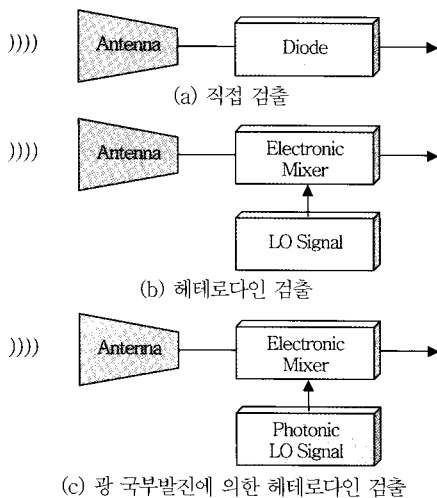 )))) Antenna Diode
(a) 직접 검출
)))) Antenna Electronic
Mixer
LO Signal
(b) 헤테로다인 검출
)))) Antenna Electronic
Mixer
Photonic
LO Signal
(c) 광 국부발진에 의한 헤테로다인 검출